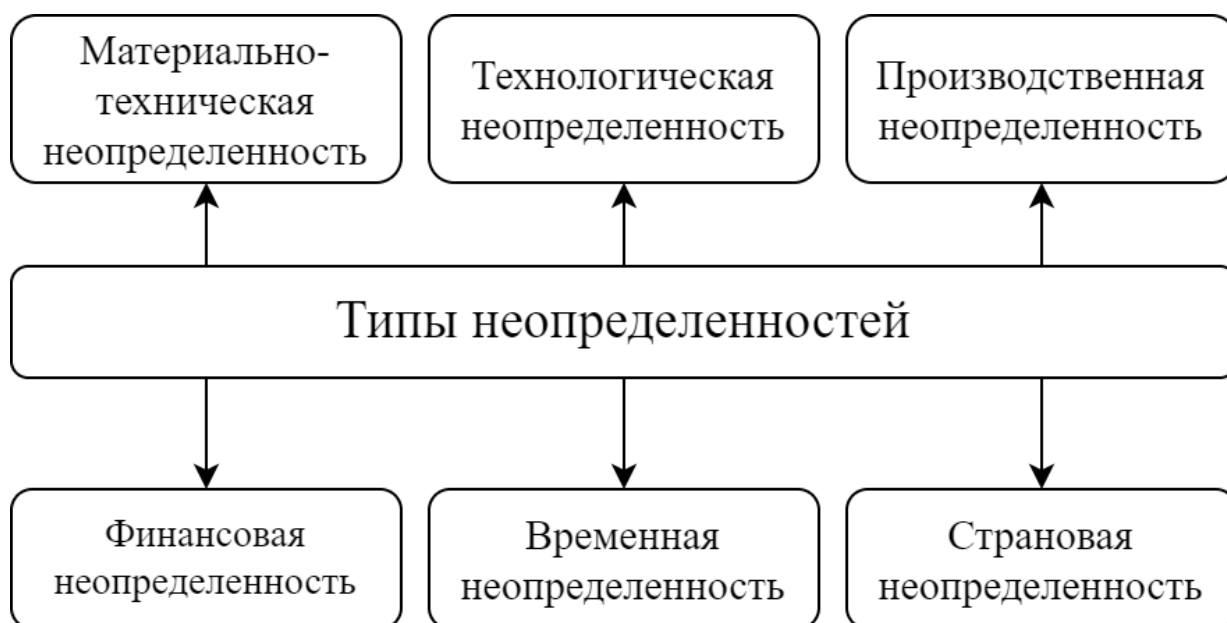 Материально-
техническая
неопределенность
Технологическая
неопределенность
Производственная
неопределенность
Типы неопределенностей
Финансовая
неопределенность
Временная
неопределенность
Страновая
неопределенность